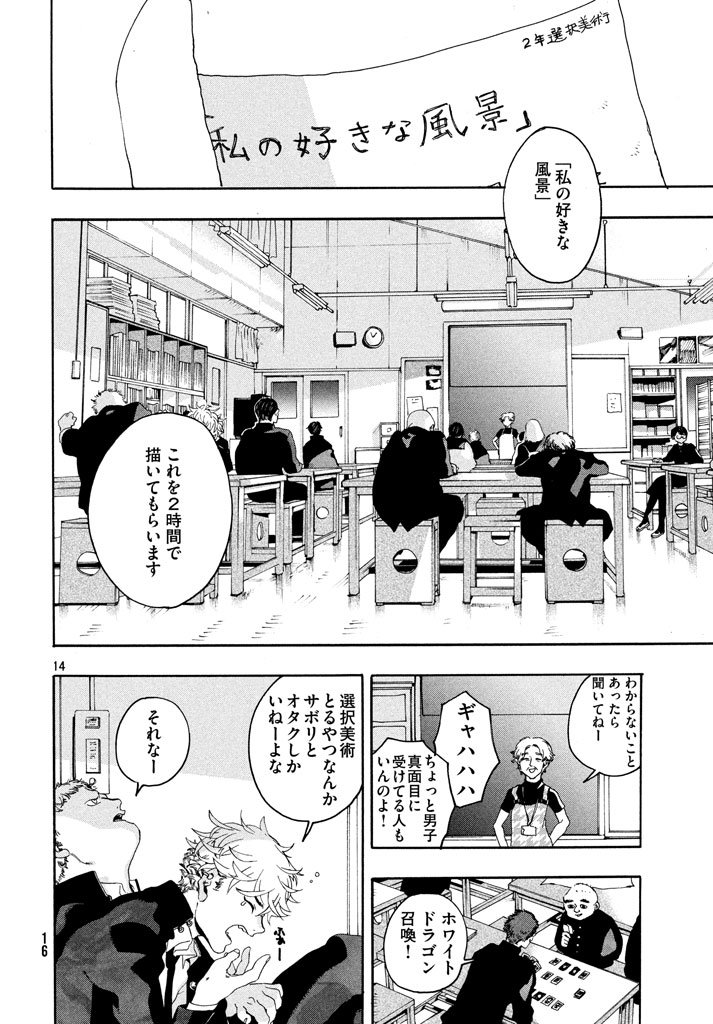 2年選択美術
「私の好きな風景」
「私の好きな
風景」
これを2時間で
描いてもらいます
14
わからないこと
あったら
聞いてねー
ギャハハハ
ちょっと男子
真面目に
受けてる人も
いんのよ!
ホワイト
ドラゴン
召喚!
選択美術
とるやつなんか
サボリと
オタクしか
いねーよな
それなー
16